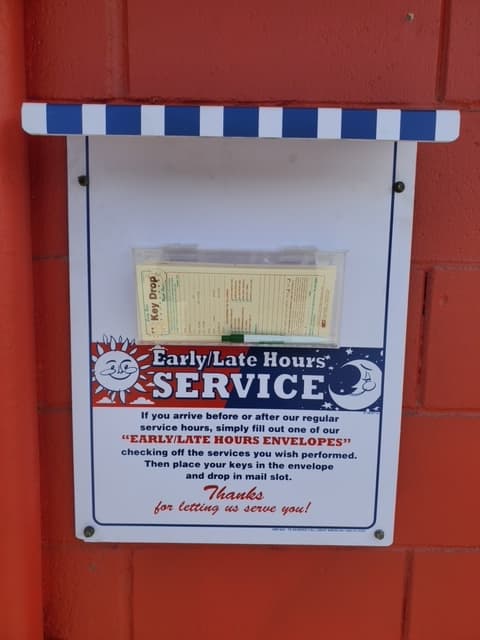 Key Drop
Early/Late Hours
SERVICE
If you arrive before or after our regular
service hours, simply fill out one of our
"EARLY/LATE HOURS ENVELOPES"
checking off the services you wish performed.
Then place your keys in the envelope
and drop in mail slot.
Thanks
for letting us serve you!